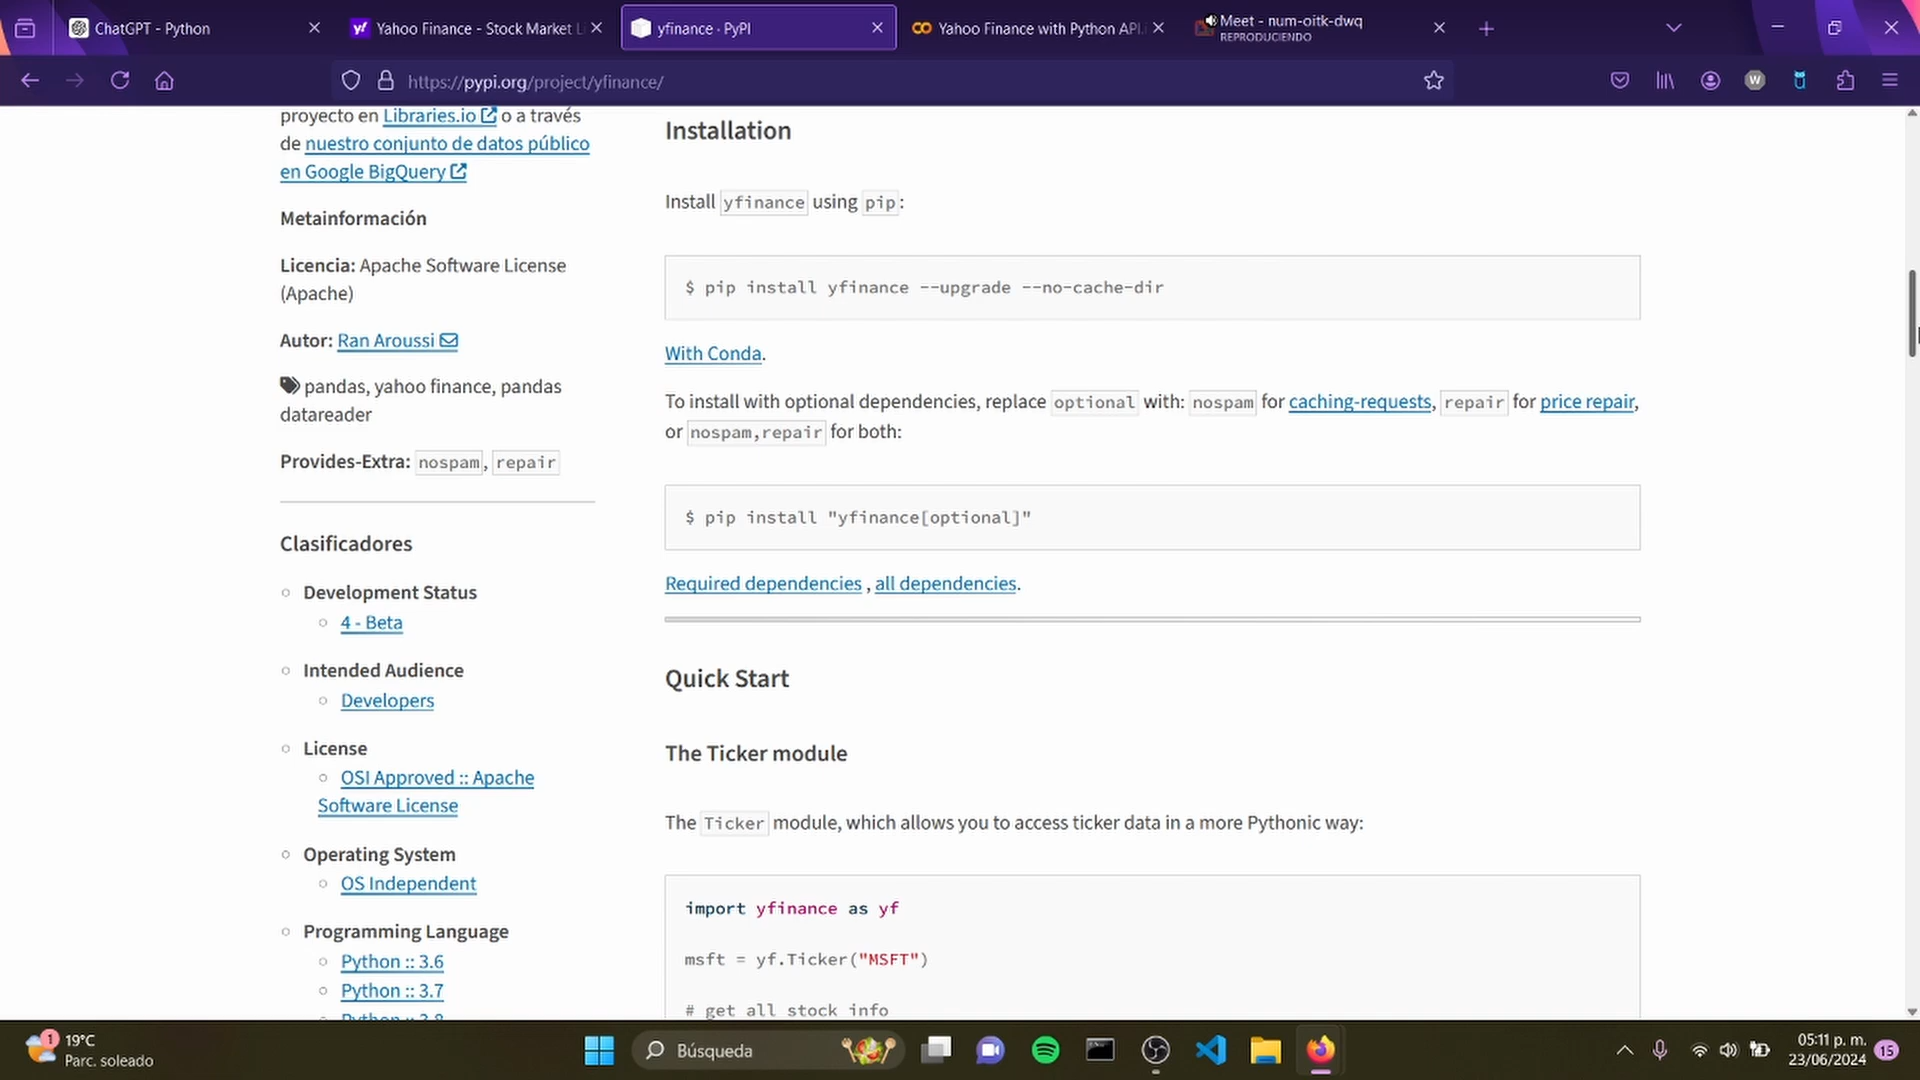 ChatGPT - Python
Yahoo Finance - Stock Market Li
yfinance · PyPI
Yahoo Finance with Python API.
Meet - num-oitk-dwq
REPRODUCIENDO
https://pypi.org/project/yfinance/
proyecto en Libraries.io o a través
de nuestro conjunto de datos público
en Google BigQuery
Metainformación
Licencia: Apache Software License
(Apache)
Autor: Ran Aroussi
pandas, yahoo finance, pandas
datareader
Provides-Extra: nospam, repair
Clasificadores
Development Status
4 - Beta
Intended Audience
Developers
License
OSI Approved :: Apache
Software License
Operating System
OS Independent
Programming Language
Python :: 3.6
Python :: 3.7
Python :: 3.8
Installation
Install yfinance using pip:
$ pip install yfinance --upgrade --no-cache-dir
With Conda.
To install with optional dependencies, replace optional with: nospam for caching-requests, repair for price repair,
or nospam,repair for both:
$ pip install "yfinance[optional]"
Required dependencies , all dependencies.
Quick Start
The Ticker module
The Ticker module, which allows you to access ticker data in a more Pythonic way:
import yfinance as yf
msft = yf.Ticker("MSFT")
# get all stock info
1
19°C
Parc. soleado
Búsqueda
05:11 p. m.
23/06/2024
15
W